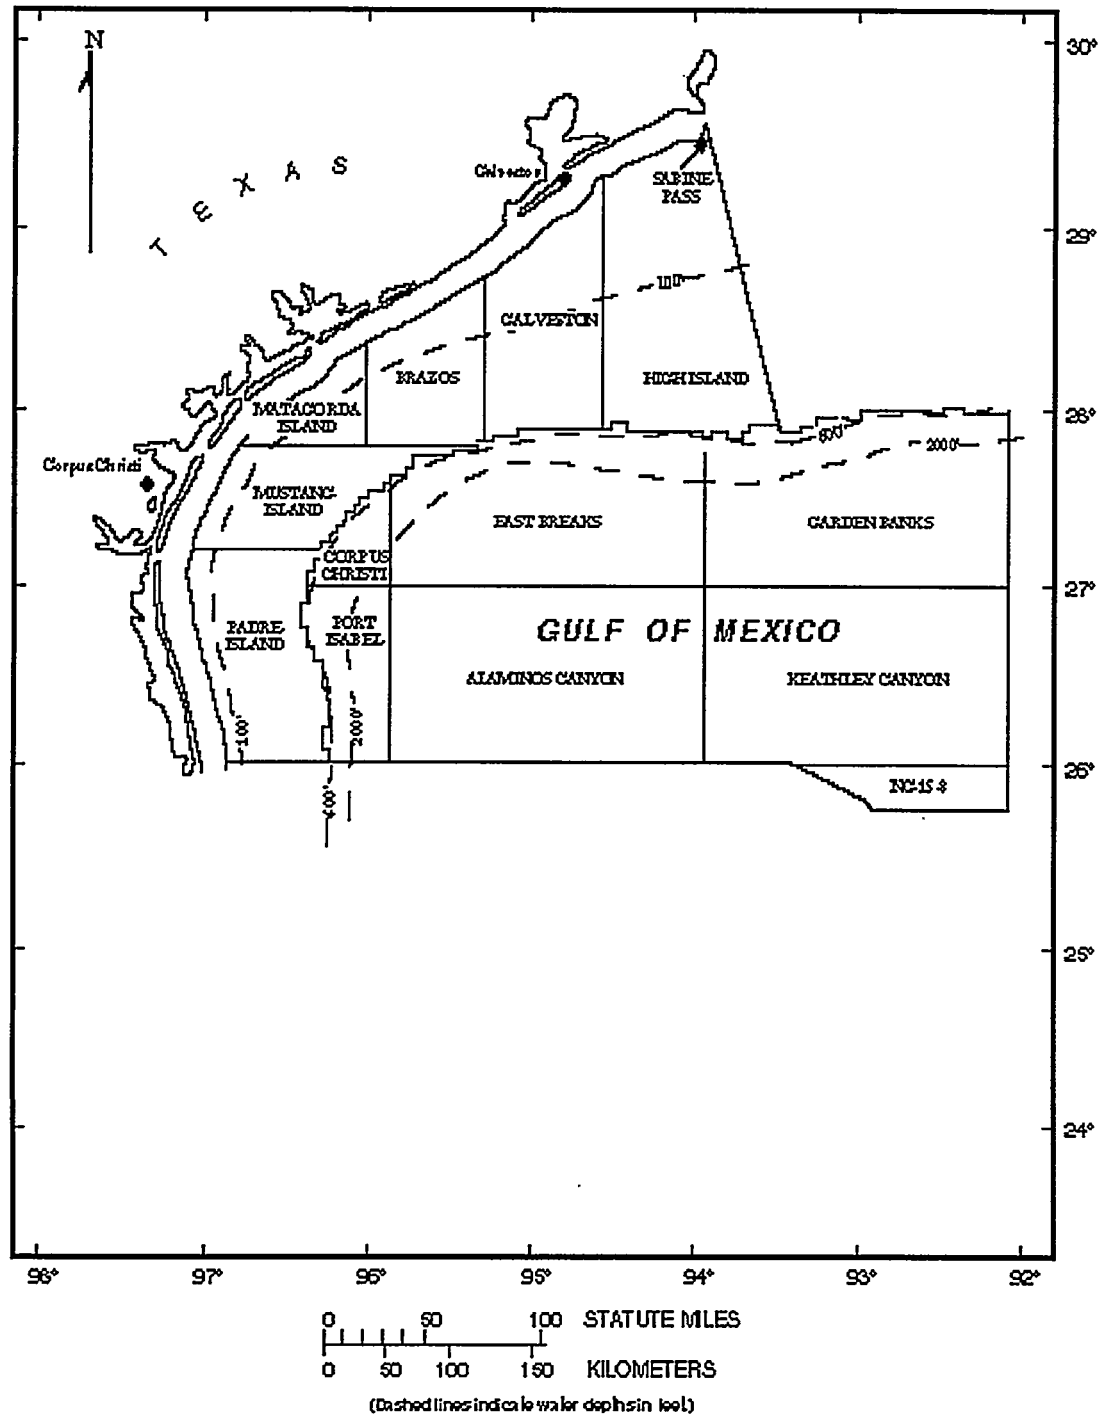 N
30°
TEXAS
Galveston
SABINE
PASS
29°
100'
GALVESTON
BRAZOS
HIGH ISLAND
MATAGORDA
ISLAND
28°
600'
2000'
Corpus Christi
MUSTANG
ISLAND
EAST BREAKS
GARDEN BANKS
CORPUS
CHRISTI
27°
PADRE
ISLAND
PORT
ISABEL
GULF OF MEXICO
ALAMINOS CANYON
KEATHLEY CANYON
100'
2000'
26°
NG-15-8
25°
24°
98° 97° 96° 95° 94° 93° 92°
0 50 100 STATUTE MILES
0 50 100 150 KILOMETERS
(Dashed lines indicate water depths in feet)